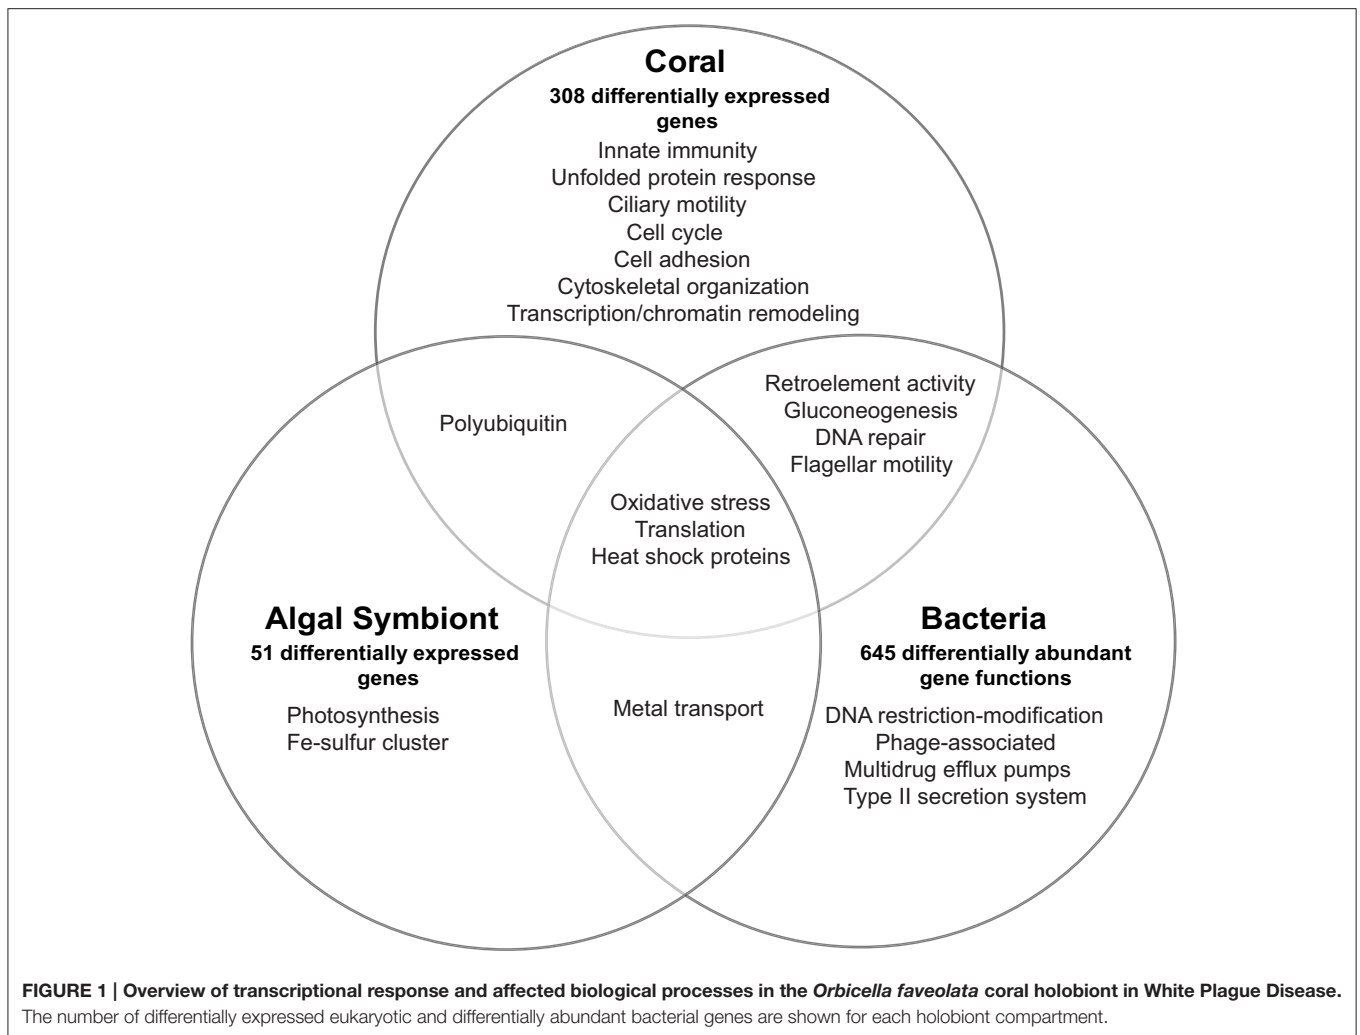 Coral
308 differentially expressed
genes
Innate immunity
Unfolded protein response
Ciliary motility
Cell cycle
Cell adhesion
Cytoskeletal organization
Transcription/chromatin remodeling
Polyubiquitin
Retroelement activity
Gluconeogenesis
DNA repair
Flagellar motility
Oxidative stress
Translation
Heat shock proteins
Algal Symbiont
51 differentially expressed
genes
Photosynthesis
Fe-sulfur cluster
Metal transport
Bacteria
645 differentially abundant
gene functions
DNA restriction-modification
Phage-associated
Multidrug efflux pumps
Type II secretion system
FIGURE 1 | Overview of transcriptional response and affected biological processes in the Orbicella faveolata coral holobiont in White Plague Disease.
The number of differentially expressed eukaryotic and differentially abundant bacterial genes are shown for each holobiont compartment.